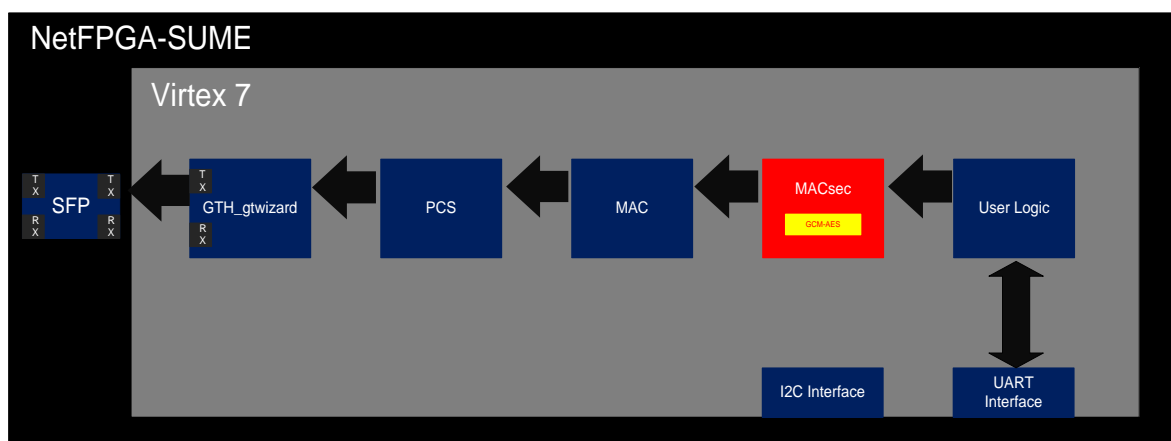 NetFPGA-SUME
Virtex 7
T
X
T
X
SFP
R
X
R
X
T
X
GTH_gtwizard
R
X
PCS
MAC
MACsec
GCM-AES
User Logic
I2C Interface
UART
Interface